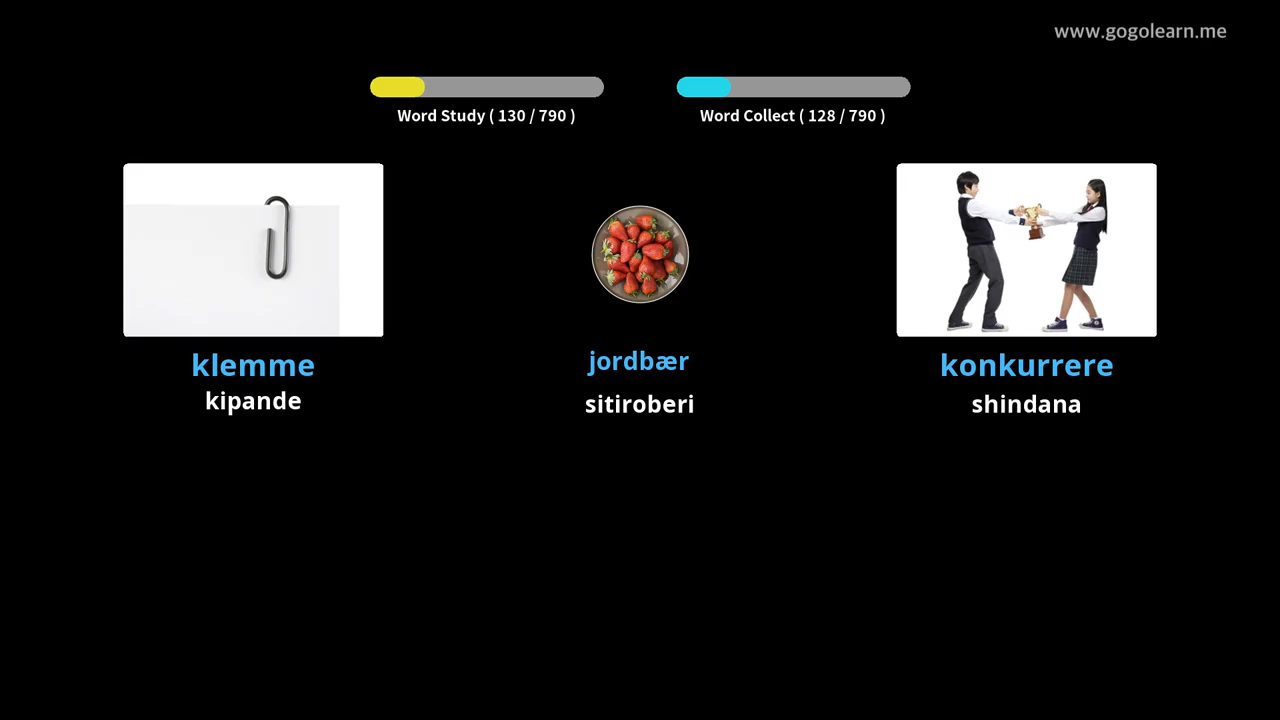 www.gogolearn.me
Word Study ( 130 / 790 )
Word Collect ( 128 / 790 )
klemme
kipande
jordbær
sitiroberi
konkurrere
shindana